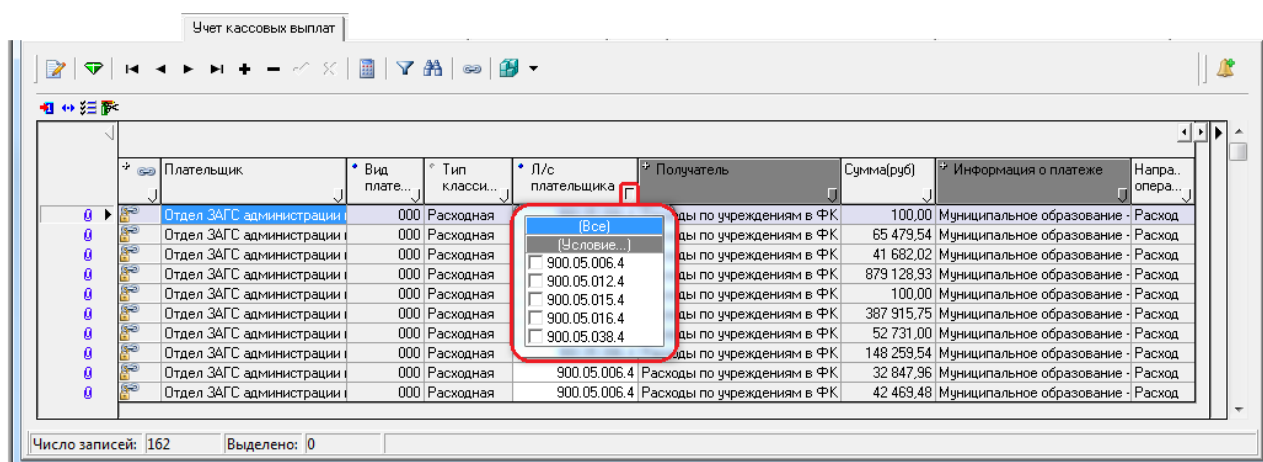 Учет кассовых выплат
Плательщик Вид Тип Л/с Получатель Сумма(руб) Информация о платеже Напра..
плате... класси... плательщика опера...
Отдел ЗАГС администрации 000 Расходная (Все) ды по учреждениям в ФК 100,00 Муниципальное образование - Расход
Отдел ЗАГС администрации 000 Расходная (Условие...) ды по учреждениям в ФК 65 479,54 Муниципальное образование - Расход
Отдел ЗАГС администрации 000 Расходная 900.05.006.4 ды по учреждениям в ФК 41 682,02 Муниципальное образование - Расход
Отдел ЗАГС администрации 000 Расходная 900.05.012.4 ды по учреждениям в ФК 879 128,93 Муниципальное образование - Расход
Отдел ЗАГС администрации 000 Расходная 900.05.015.4 ды по учреждениям в ФК 100,00 Муниципальное образование - Расход
Отдел ЗАГС администрации 000 Расходная 900.05.016.4 ды по учреждениям в ФК 387 915,75 Муниципальное образование - Расход
Отдел ЗАГС администрации 000 Расходная 900.05.038.4 ды по учреждениям в ФК 52 731,00 Муниципальное образование - Расход
Отдел ЗАГС администрации 000 Расходная по учреждениям в ФК 148 259,54 Муниципальное образование - Расход
Отдел ЗАГС администрации 000 Расходная 900.05.006.4 Расходы по учреждениям в ФК 32 847,96 Муниципальное образование - Расход
Отдел ЗАГС администрации 000 Расходная 900.05.006.4 Расходы по учреждениям в ФК 42 469,48 Муниципальное образование - Расход
Число записей: 162 Выделено: 0